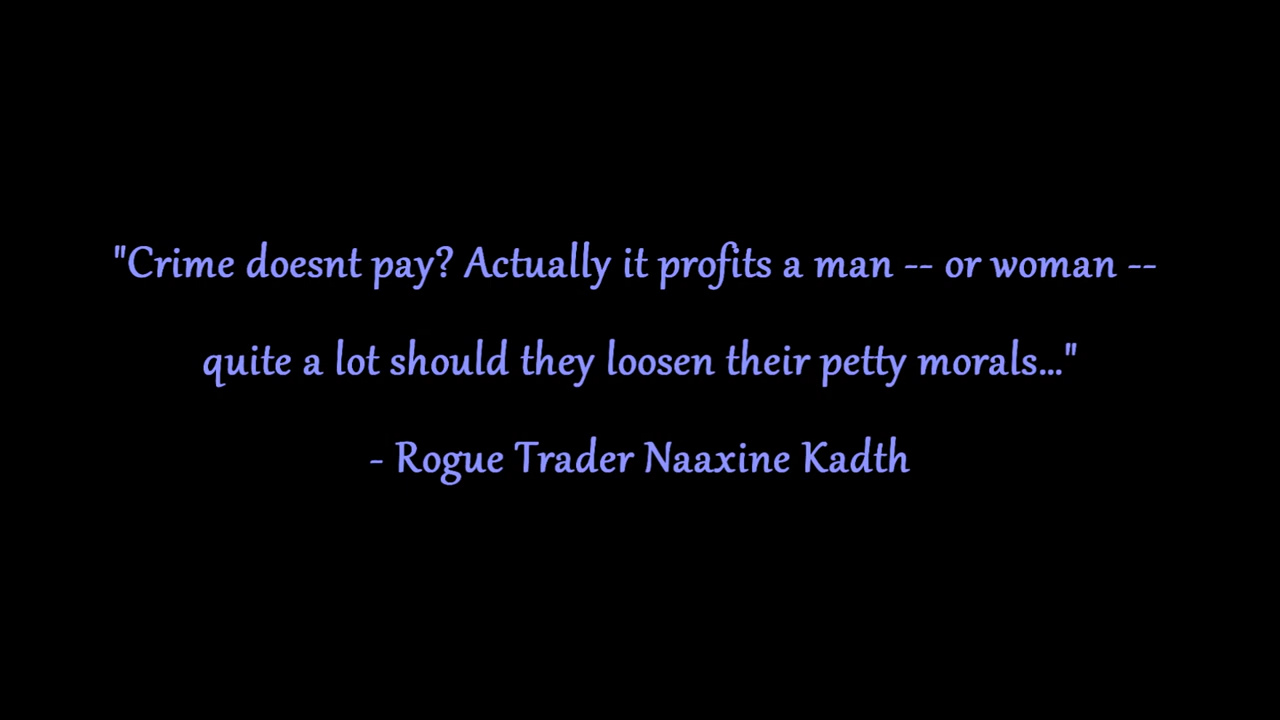 "Crime doesnt pay? Actually it profits a man -- or woman --
quite a lot should they loosen their petty morals..."
- Rogue Trader Naaxine Kadth